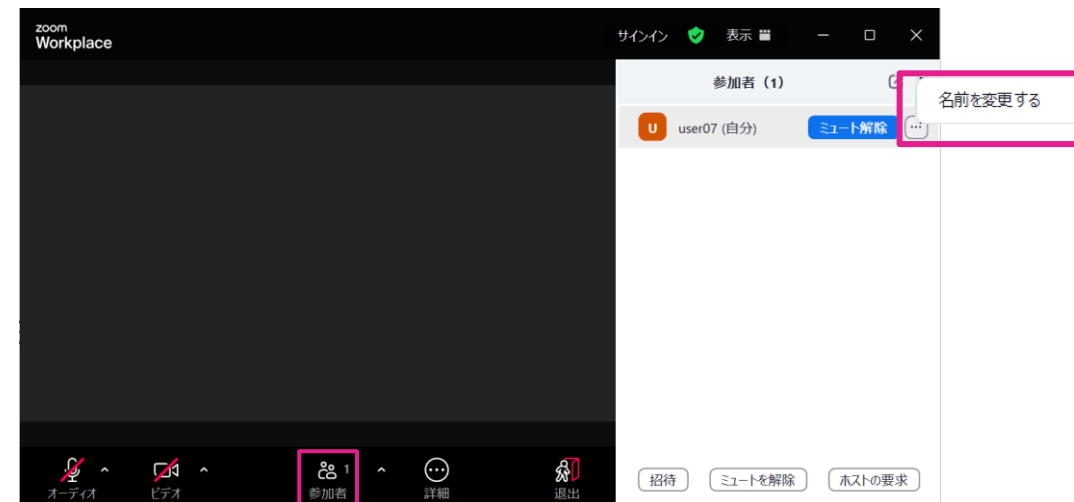 zoom
Workplace
サインイン
表示
参加者 (1)
名前を変更する
U
user07 (自分)
ミュート解除
オーディオ
ビデオ
1
参加者
詳細
退出
招待
ミュートを解除
ホストの要求